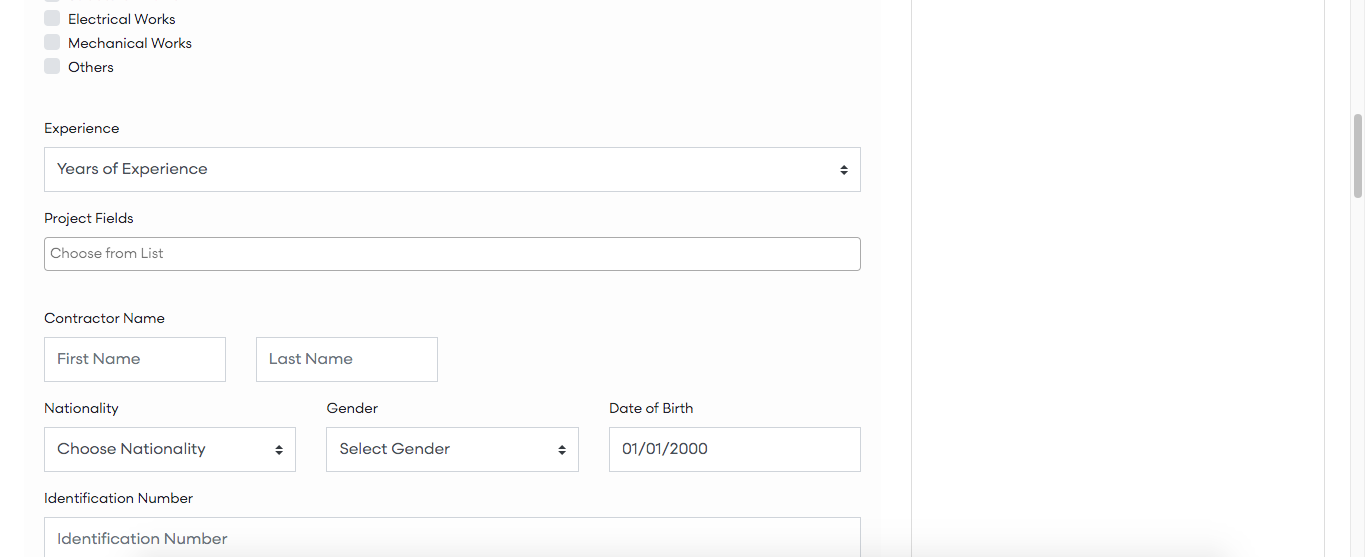 Electrical Works
Mechanical Works
Others
Experience
Years of Experience
Project Fields
Choose from List
Contractor Name
First Name Last Name
Nationality Gender Date of Birth
Choose Nationality Select Gender 01/01/2000
Identification Number
Identification Number